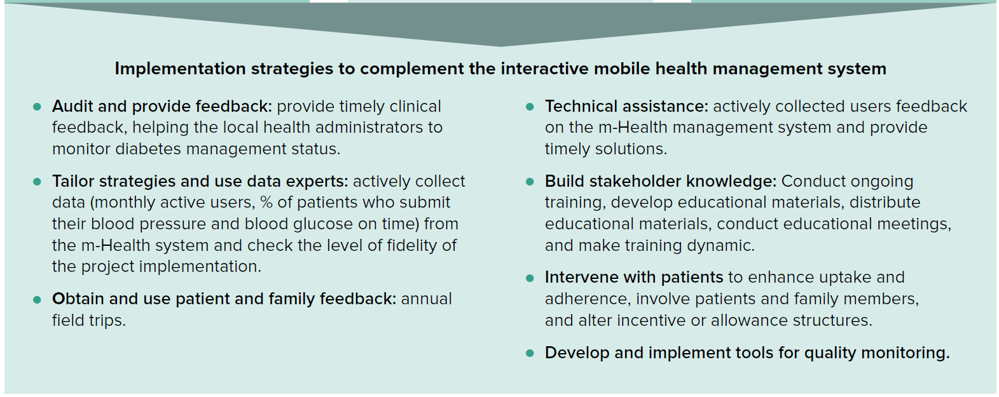 Implementation strategies to complement the interactive mobile health management system
● Audit and provide feedback: provide timely clinical
feedback, helping the local health administrators to
monitor diabetes management status.
● Tailor strategies and use data experts: actively collect
data (monthly active users, % of patients who submit
their blood pressure and blood glucose on time) from
the m-Health system and check the level of fidelity of
the project implementation.
● Obtain and use patient and family feedback: annual
field trips.
● Technical assistance: actively collected users feedback
on the m-Health management system and provide
timely solutions.
● Build stakeholder knowledge: Conduct ongoing
training, develop educational materials, distribute
educational materials, conduct educational meetings,
and make training dynamic.
● Intervene with patients to enhance uptake and
adherence, involve patients and family members,
and alter incentive or allowance structures.
● Develop and implement tools for quality monitoring.